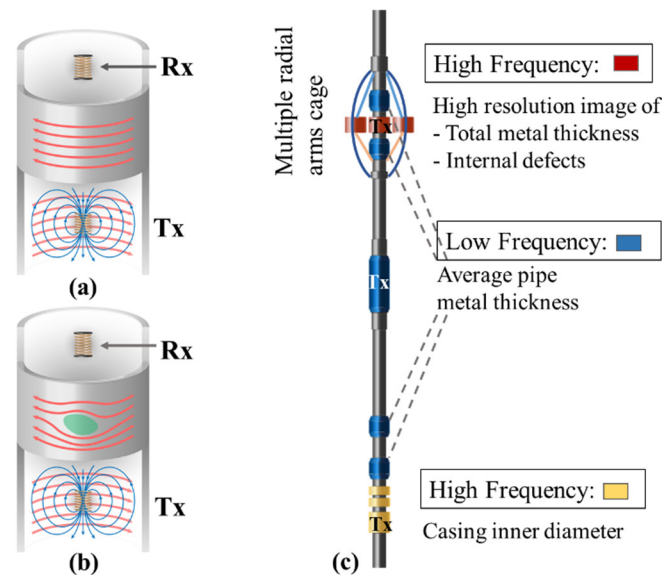 Rx
Tx
(a)
Rx
Tx
(b)
Multiple radial
arms cage
Tx
Tx
Tx
(c)
High Frequency:
High resolution image of
- Total metal thickness
- Internal defects
Low Frequency:
Average pipe
metal thickness
High Frequency:
Casing inner diameter